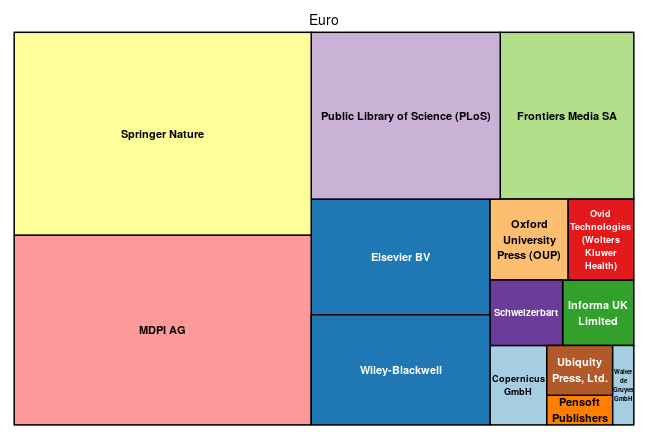 Euro
Springer Nature
Public Library of Science (PLoS)
Frontiers Media SA
MDPI AG
Elsevier BV
Wiley-Blackwell
Oxford
University
Press (OUP)
Ovid
Technologies
(Wolters
Kluwer
Health)
Schweizerbart
Informa UK
Limited
Copernicus
GmbH
Ubiquity
Press, Ltd.
Pensoft
Publishers
Walter
de
Gruyter
GmbH